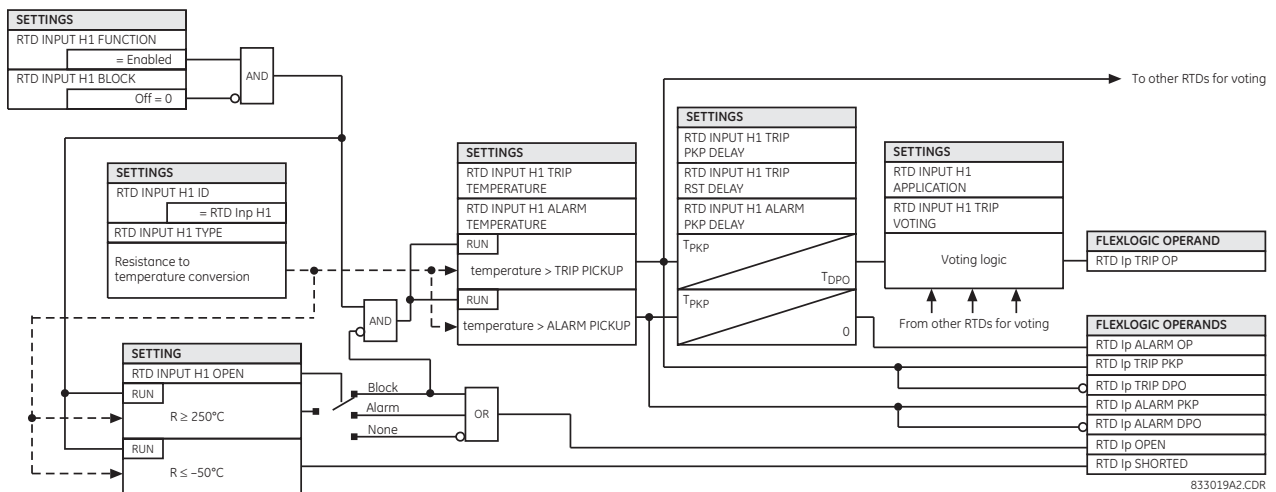 SETTINGS
RTD INPUT H1 FUNCTION
= Enabled
RTD INPUT H1 BLOCK
Off = 0
AND
To other RTDs for voting
SETTINGS
RTD INPUT H1 ID
= RTD Inp H1
RTD INPUT H1 TYPE
Resistance to
temperature conversion
SETTINGS
RTD INPUT H1 TRIP
TEMPERATURE
RTD INPUT H1 ALARM
TEMPERATURE
RUN
temperature > TRIP PICKUP
RUN
temperature > ALARM PICKUP
AND
SETTINGS
RTD INPUT H1 TRIP
PKP DELAY
RTD INPUT H1 TRIP
RST DELAY
RTD INPUT H1 ALARM
PKP DELAY
TPKP
TDPO
TPKP
0
SETTINGS
RTD INPUT H1
APPLICATION
RTD INPUT H1 TRIP
VOTING
Voting logic
From other RTDs for voting
FLEXLOGIC OPERAND
RTD Ip TRIP OP
SETTING
RTD INPUT H1 OPEN
RUN
R ≥ 250°C
RUN
R ≤ –50°C
Block
Alarm
None
OR
FLEXLOGIC OPERANDS
RTD Ip ALARM OP
RTD Ip TRIP PKP
RTD Ip TRIP DPO
RTD Ip ALARM PKP
RTD Ip ALARM DPO
RTD Ip OPEN
RTD Ip SHORTED
833019A2.CDR